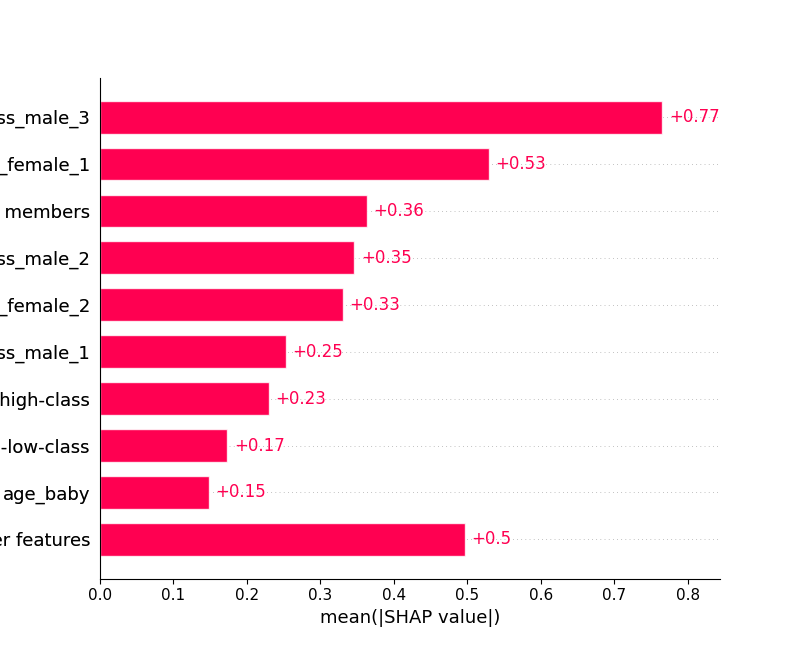 ss_male_3 +0.77
_female_1 +0.53
members +0.36
ss_male_2 +0.35
_female_2 +0.33
ss_male_1 +0.25
high-class +0.23
-low-class +0.17
age_baby +0.15
er features +0.5
0.0 0.1 0.2 0.3 0.4 0.5 0.6 0.7 0.8
mean(|SHAP value|)